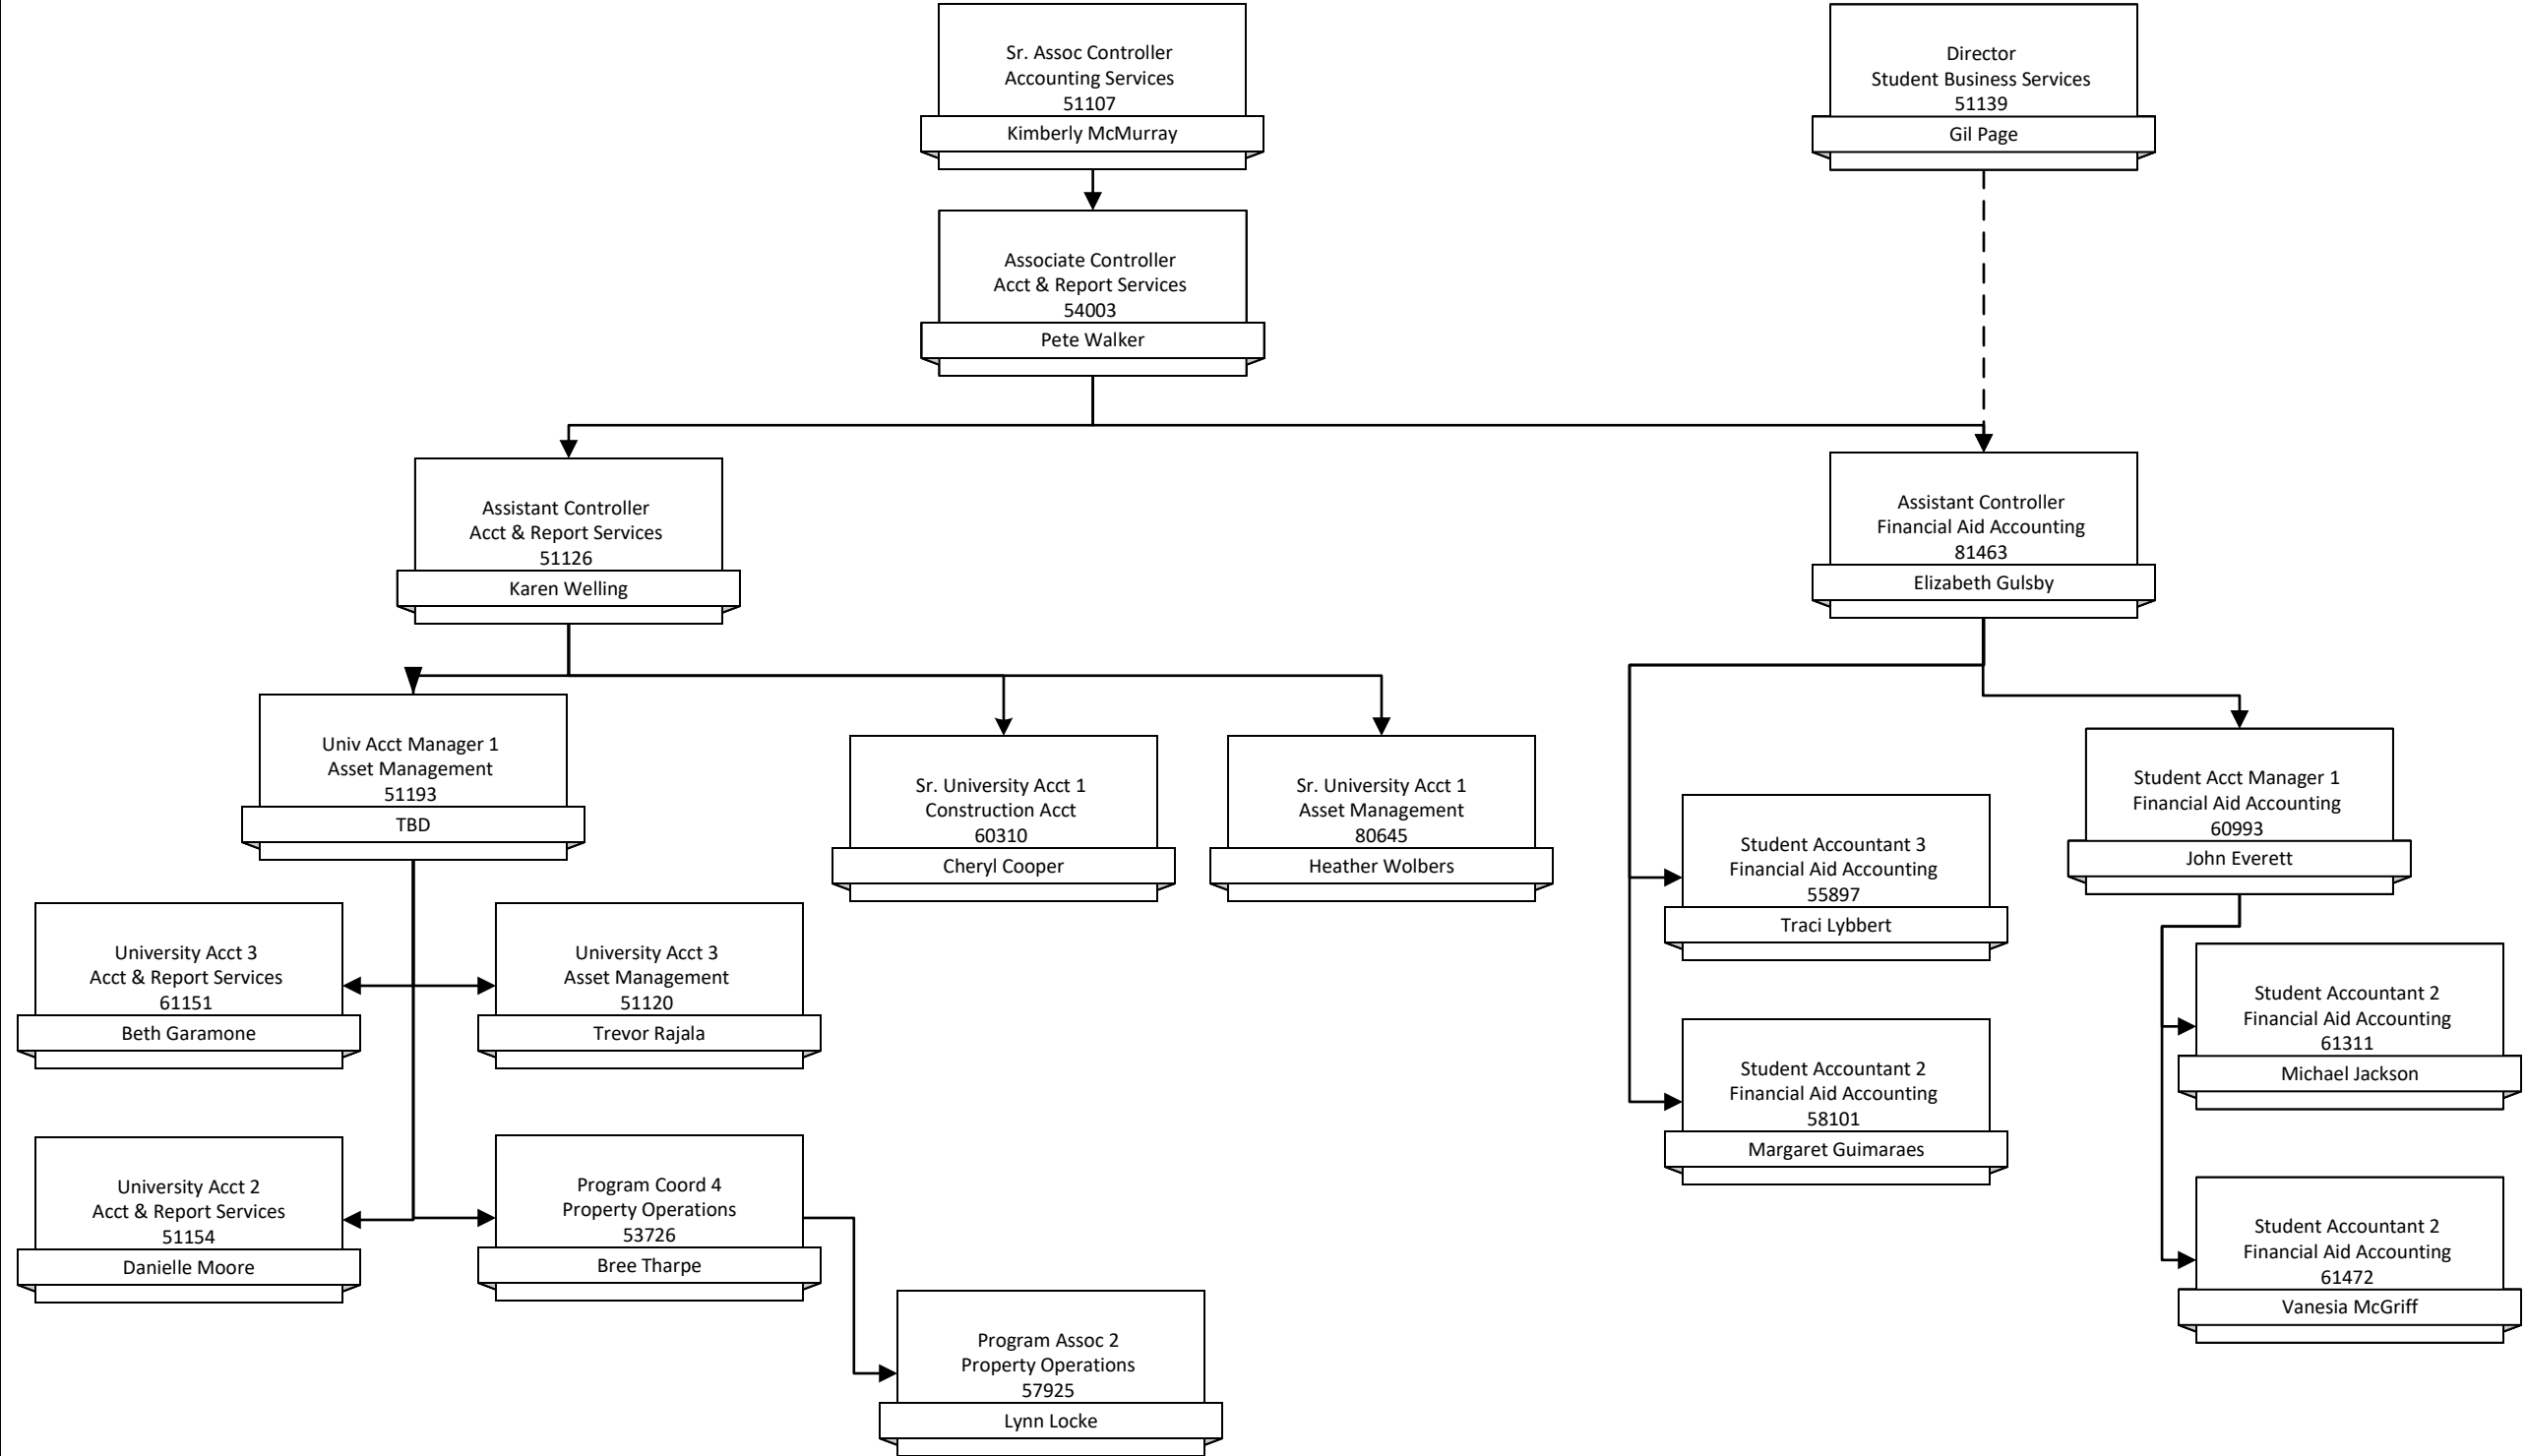 Sr. Assoc Controller
Accounting Services
51107
Kimberly McMurray
Director
Student Business Services
51139
Gil Page
Associate Controller
Acct & Report Services
54003
Pete Walker
Assistant Controller
Acct & Report Services
51126
Karen Welling
Assistant Controller
Financial Aid Accounting
81463
Elizabeth Gulsby
Univ Acct Manager 1
Asset Management
51193
TBD
Sr. University Acct 1
Construction Acct
60310
Cheryl Cooper
Sr. University Acct 1
Asset Management
80645
Heather Wolbers
Student Acct Manager 1
Financial Aid Accounting
60993
John Everett
Student Accountant 3
Financial Aid Accounting
55897
Traci Lybbert
University Acct 3
Acct & Report Services
61151
Beth Garamone
University Acct 3
Asset Management
51120
Trevor Rajala
Student Accountant 2
Financial Aid Accounting
61311
Michael Jackson
Student Accountant 2
Financial Aid Accounting
58101
Margaret Guimaraes
University Acct 2
Acct & Report Services
51154
Danielle Moore
Program Coord 4
Property Operations
53726
Bree Tharpe
Student Accountant 2
Financial Aid Accounting
61472
Vanesia McGriff
Program Assoc 2
Property Operations
57925
Lynn Locke